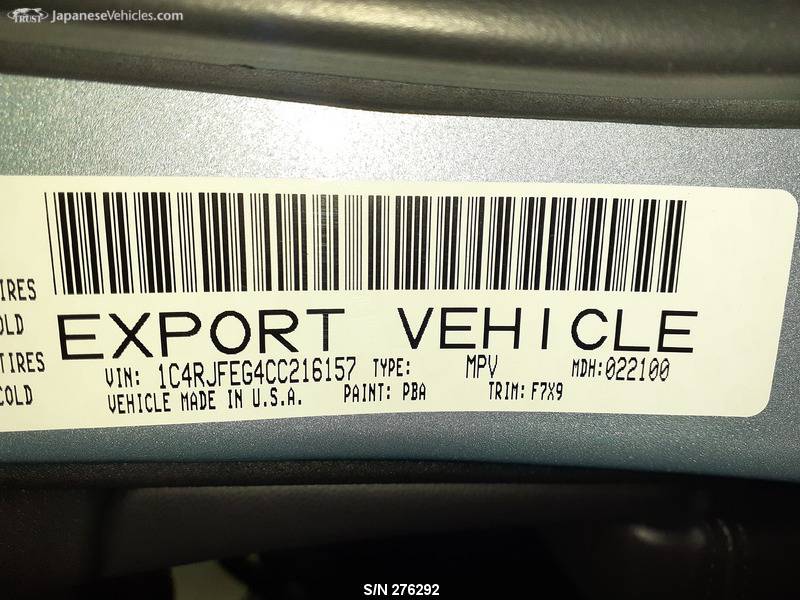 TRUST JapaneseVehicles.com
IRES
OLD
TIRES
COLD
EXPORT VEHICLE
VIN: 1C4RJFEG4CC216157 TYPE: MPV MDH:022100
VEHICLE MADE IN U.S.A. PAINT: PBA TRIM: F7X9
S/N 276292